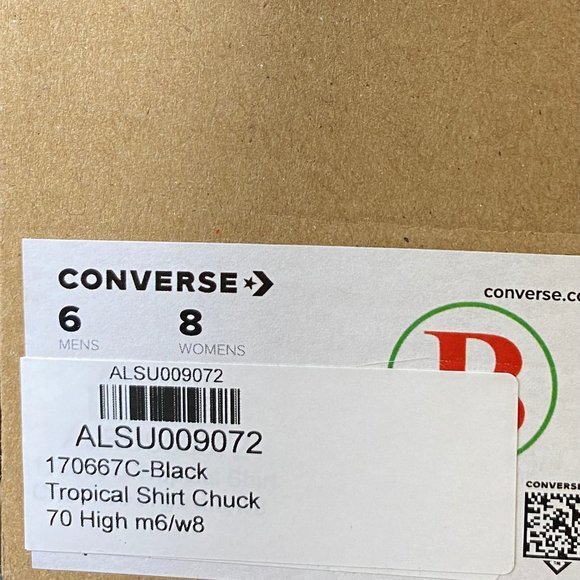 CONVERSE
converse.co
6 8
MENS WOMENS
B
ALSU009072
ALSU009072
170667C-Black
Tropical Shirt Chuck
70 High m6/w8
CONVERSE